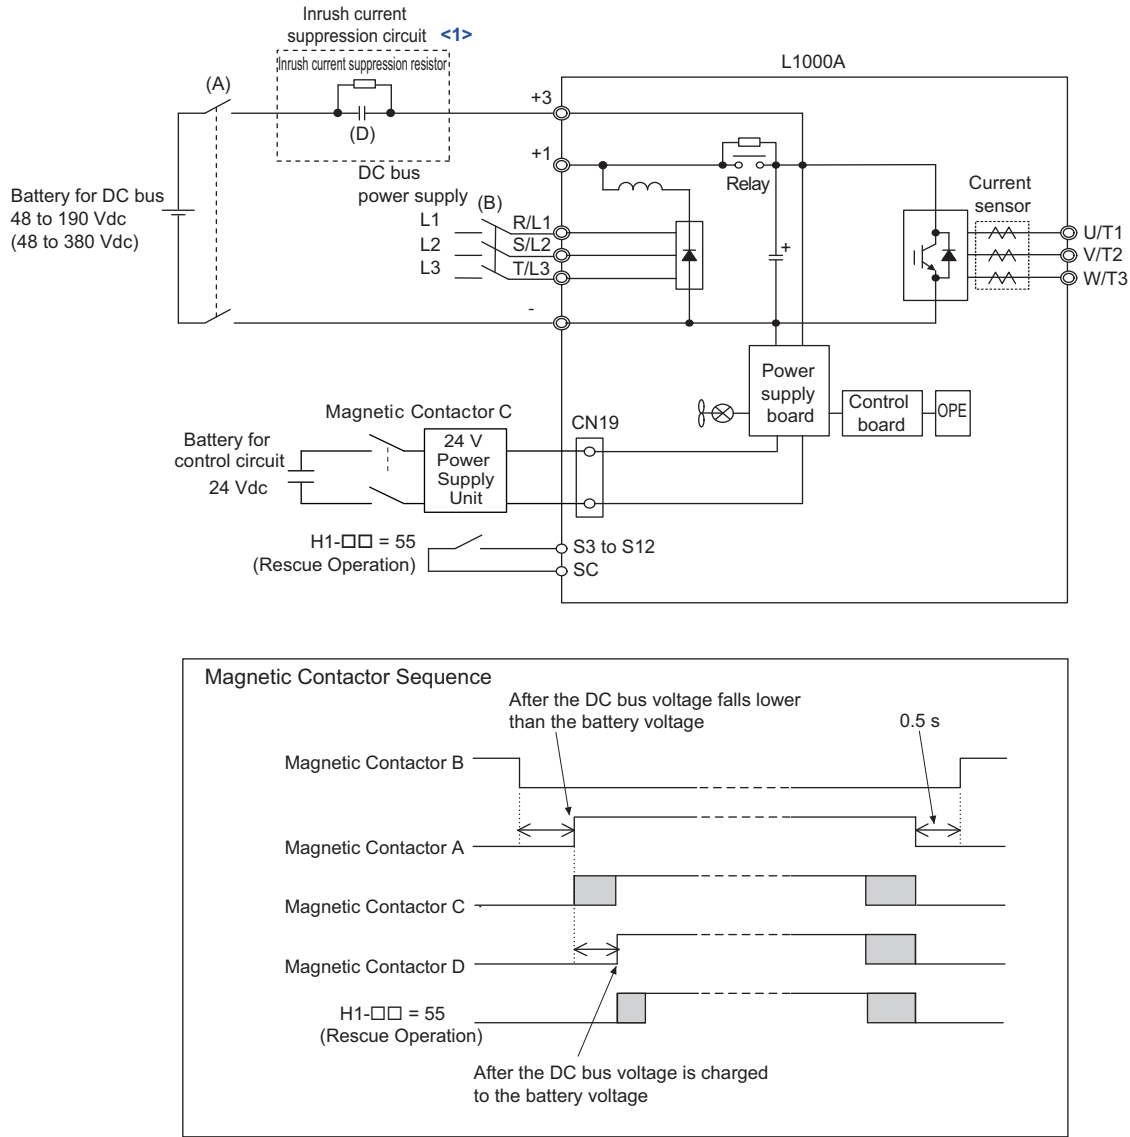 Inrush current
suppression circuit <1>
Inrush current suppression resistor
L1000A
(A)
+3
(D)
+1
DC bus
power supply
Relay
Current
sensor
Battery for DC bus
48 to 190 Vdc
(48 to 380 Vdc)
(B)
L1 R/L1
L2 S/L2
L3 T/L3
+
U/T1
V/T2
W/T3
-
Power
supply
board
Control
board
OPE
Magnetic Contactor C
CN19
Battery for
control circuit
24 Vdc
24 V
Power
Supply
Unit
H1-□□ = 55
(Rescue Operation)
S3 to S12
SC
Magnetic Contactor Sequence
After the DC bus voltage falls lower
than the battery voltage
0.5 s
Magnetic Contactor B
Magnetic Contactor A
Magnetic Contactor C
Magnetic Contactor D
H1-□□ = 55
(Rescue Operation)
After the DC bus voltage is charged
to the battery voltage